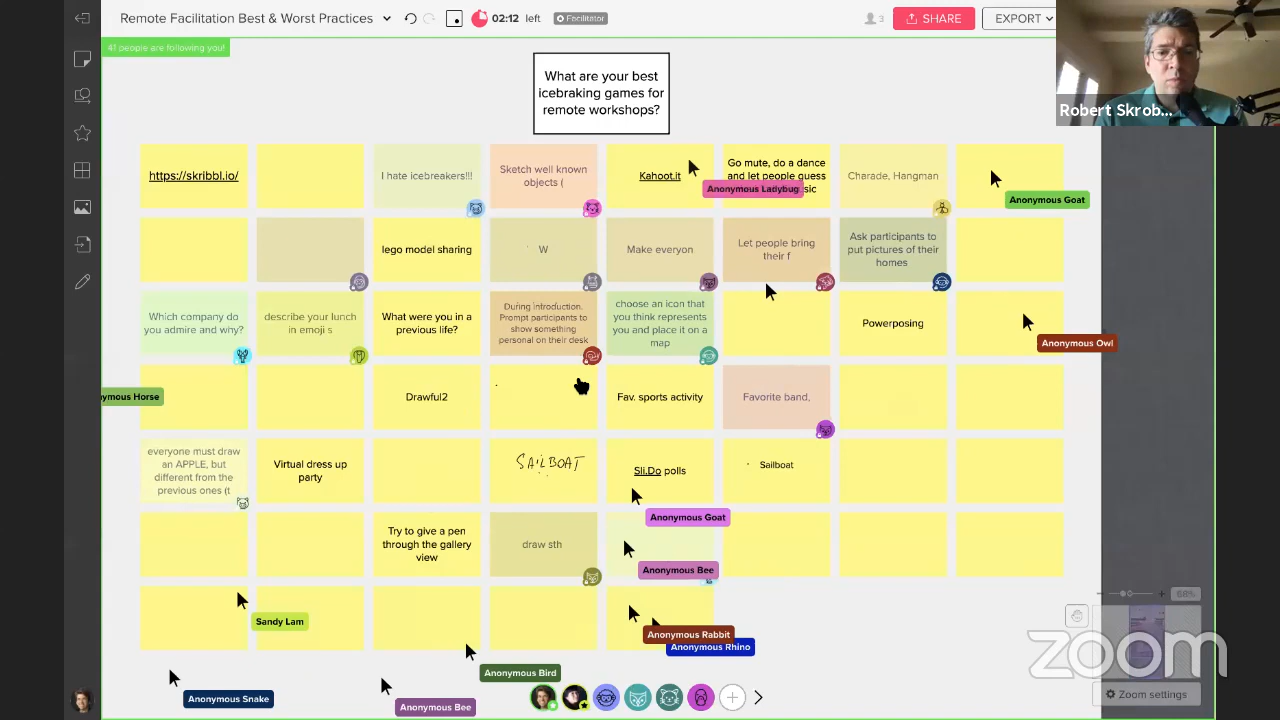 Remote Facilitation Best & Worst Practices
02:12 left
Facilitator
3
SHARE
EXPORT
41 people are following you!
Robert Skrob...
What are your best
icebraking games for
remote workshops?
https://skribbl.io/
I hate icebreakers!!!
Sketch well known
objects (
Kahoot.it
Go mute, do a dance
and let people guess
sic
Charade, Hangman
Anonymous Ladybug
Anonymous Goat
lego model sharing
W
Make everyon
Let people bring
their f
Ask participants to
put pictures of their
homes
Which company do
you admire and why?
describe your lunch
in emoji s
What were you in a
previous life?
During introduction.
Prompt participants to
show something
personal on their desk
choose an icon that
you think represents
you and place it on a
map
Powerposing
Anonymous Owl
ymous Horse
Drawful2
Fav. sports activity
Favorite band,
everyone must draw
an APPLE, but
different from the
previous ones (t
Virtual dress up
party
SAILBOAT
Sli.Do polls
Sailboat
Anonymous Goat
Try to give a pen
through the gallery
view
draw sth
Anonymous Bee
Sandy Lam
Anonymous Rabbit
Anonymous Rhino
Anonymous Bird
Anonymous Snake
Anonymous Bee
68%
zoom
Zoom settings